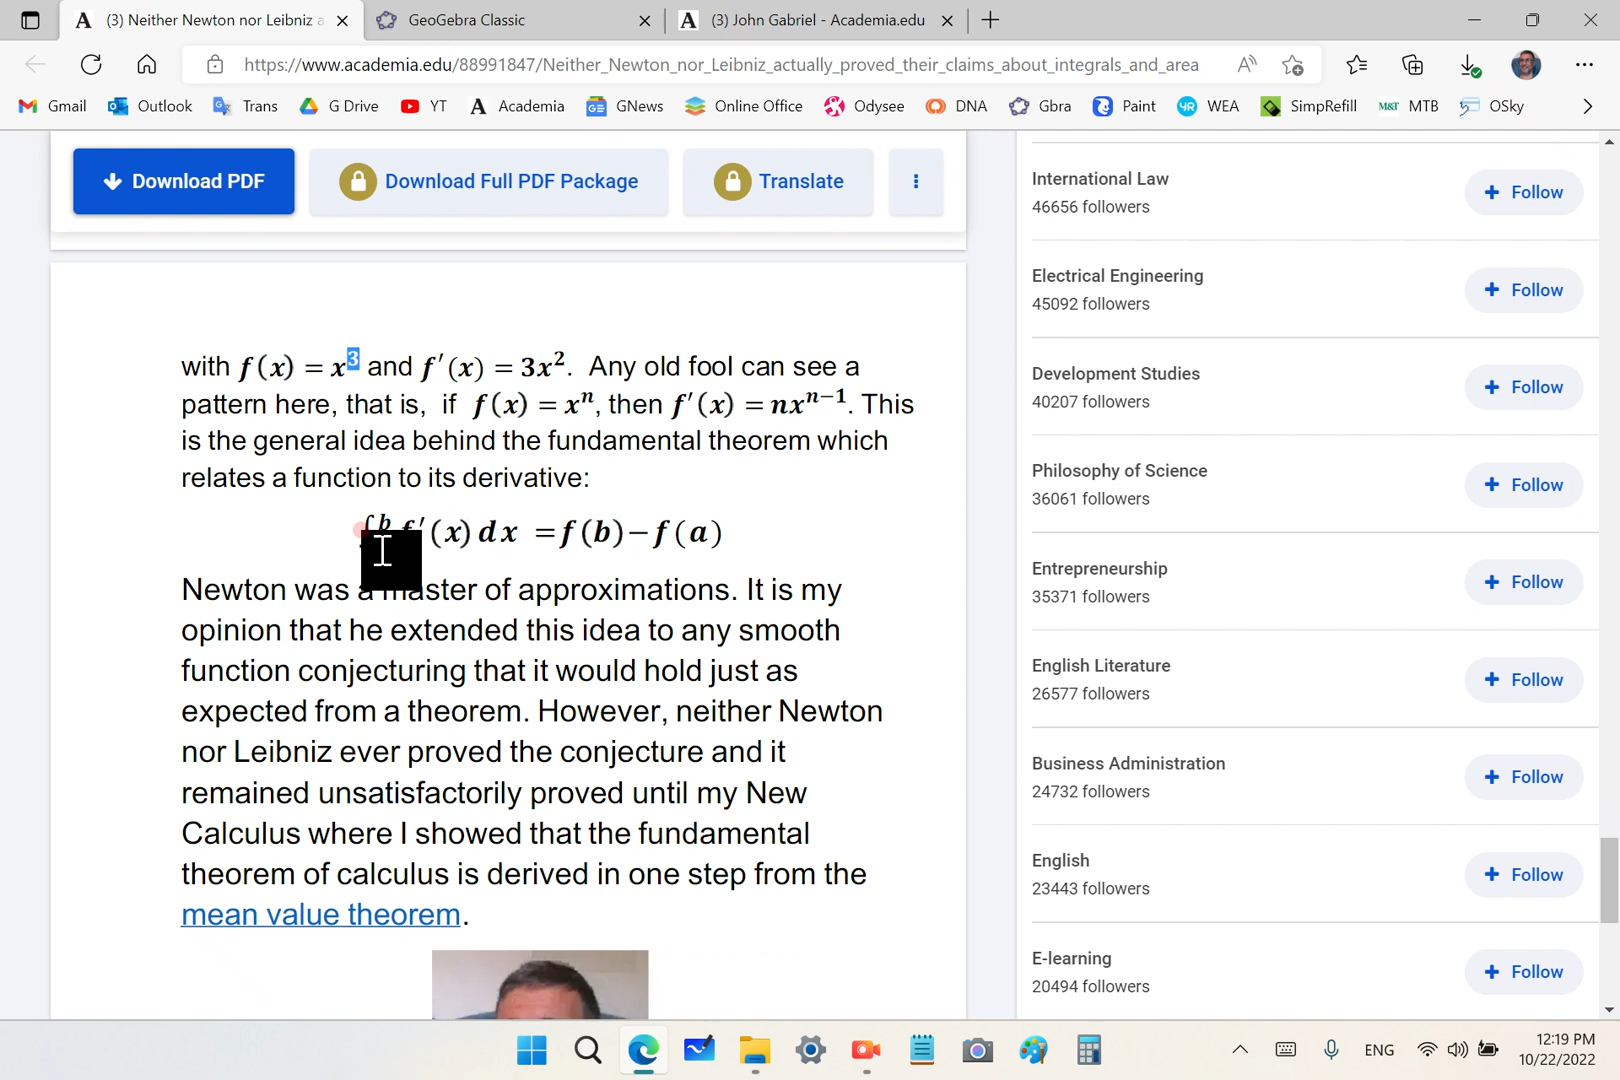 (3) Neither Newton nor Leibniz a
GeoGebra Classic
(3) John Gabriel - Academia.edu
https://www.academia.edu/88991847/Neither_Newton_nor_Leibniz_actually_proved_their_claims_about_integrals_and_area
Gmail Outlook Trans G Drive YT Academia GNews Online Office Odysee DNA Gbra Paint WEA SimpRefill M&T MTB OSky
Download PDF
Download Full PDF Package
Translate
with f(x) = x³ and f′(x) = 3x². Any old fool can see a
pattern here, that is, if f(x) = xⁿ, then f′(x) = nxⁿ⁻¹. This
is the general idea behind the fundamental theorem which
relates a function to its derivative:
∫ b f′(x) dx = f(b) − f(a)
Newton was a master of approximations. It is my
opinion that he extended this idea to any smooth
function conjecturing that it would hold just as
expected from a theorem. However, neither Newton
nor Leibniz ever proved the conjecture and it
remained unsatisfactorily proved until my New
Calculus where I showed that the fundamental
theorem of calculus is derived in one step from the
mean value theorem.
International Law
46656 followers
+ Follow
Electrical Engineering
45092 followers
+ Follow
Development Studies
40207 followers
+ Follow
Philosophy of Science
36061 followers
+ Follow
Entrepreneurship
35371 followers
+ Follow
English Literature
26577 followers
+ Follow
Business Administration
24732 followers
+ Follow
English
23443 followers
+ Follow
E-learning
20494 followers
+ Follow
ENG
12:19 PM
10/22/2022